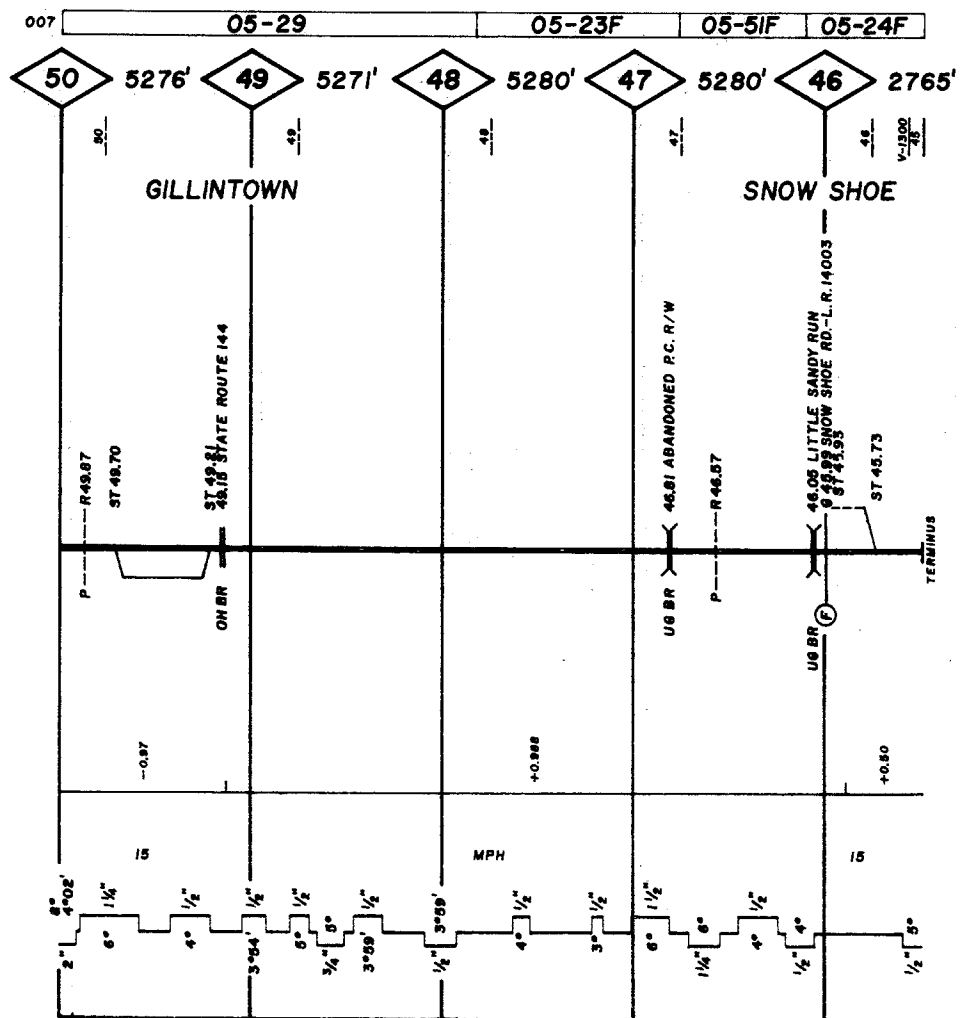 007 05-29 05-23F 05-51F 05-24F
50 5276' 49 5271' 48 5280' 47 5280' 46 2765'
50 49 48 47 46 V-1300 45
GILLINTOWN SNOW SHOE
P R49.87
ST 49.70
ST 49.21
49.15 STATE ROUTE 144
OH BR
46.81 ABANDONED P.C. R/W
UG BR
P R46.57
46.05 LITTLE SANDY RUN
UG BR
G 45.99 SNOW SHOE RD.-L.R.14003
F
ST 45.93
ST 45.73
TERMINUS
-0.97 +0.988 +0.50
15 MPH 15
4°02' 1¼" ½" ½" ½" 5° ½" 3°59' ½" ½" 1½" 6° ½" 4° 5°
2" 6° 4° 3°54' 5° ¾" 3°59' ½" 4° 3° 6° 1¼" 4° ½" ½"